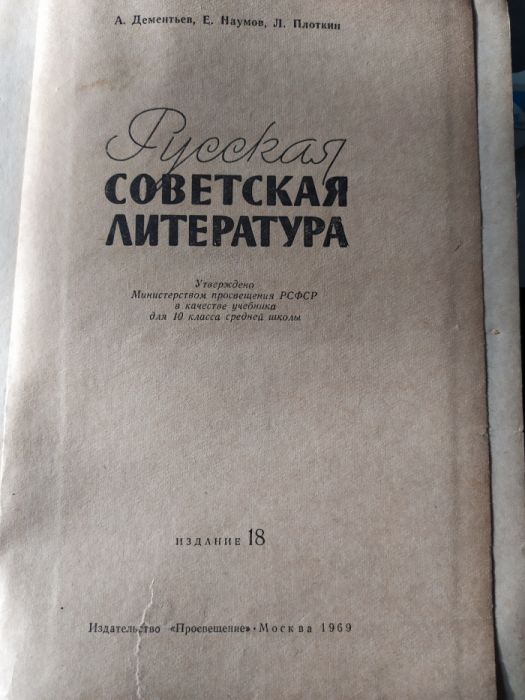 А. Дементьев, Е. Наумов, Л. Плоткин
Русская
СОВЕТСКАЯ
ЛИТЕРАТУРА
Утверждено
Министерством просвещения РСФСР
в качестве учебника
для 10 класса средней школы
ИЗДАНИЕ 18
Издательство «Просвещение» • Москва 1969